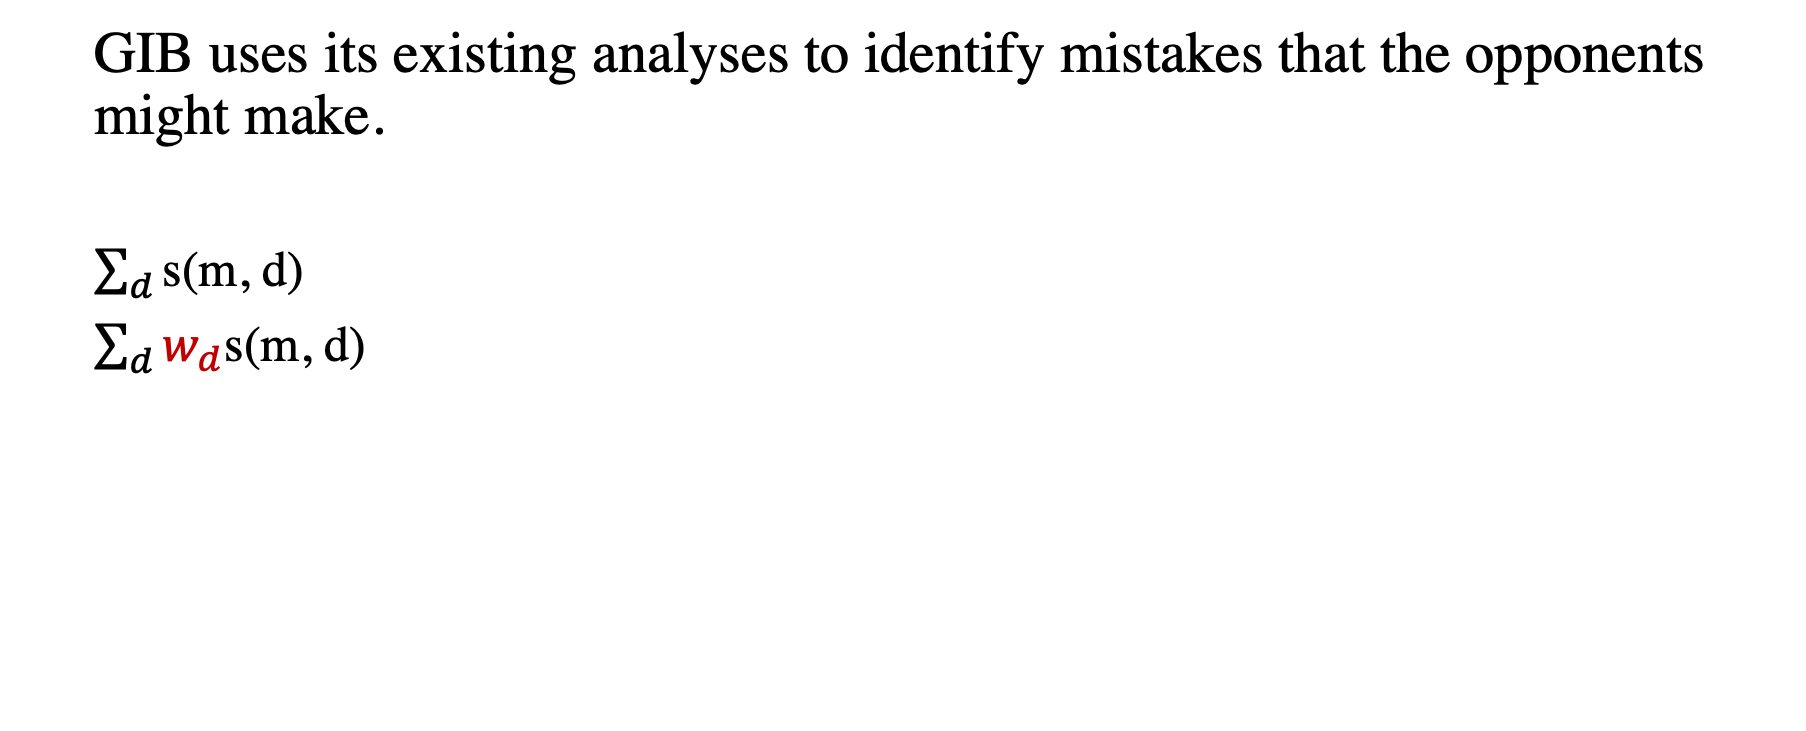 GIB uses its existing analyses to identify mistakes that the opponents
might make.
∑d s(m, d)
∑d wd s(m, d)